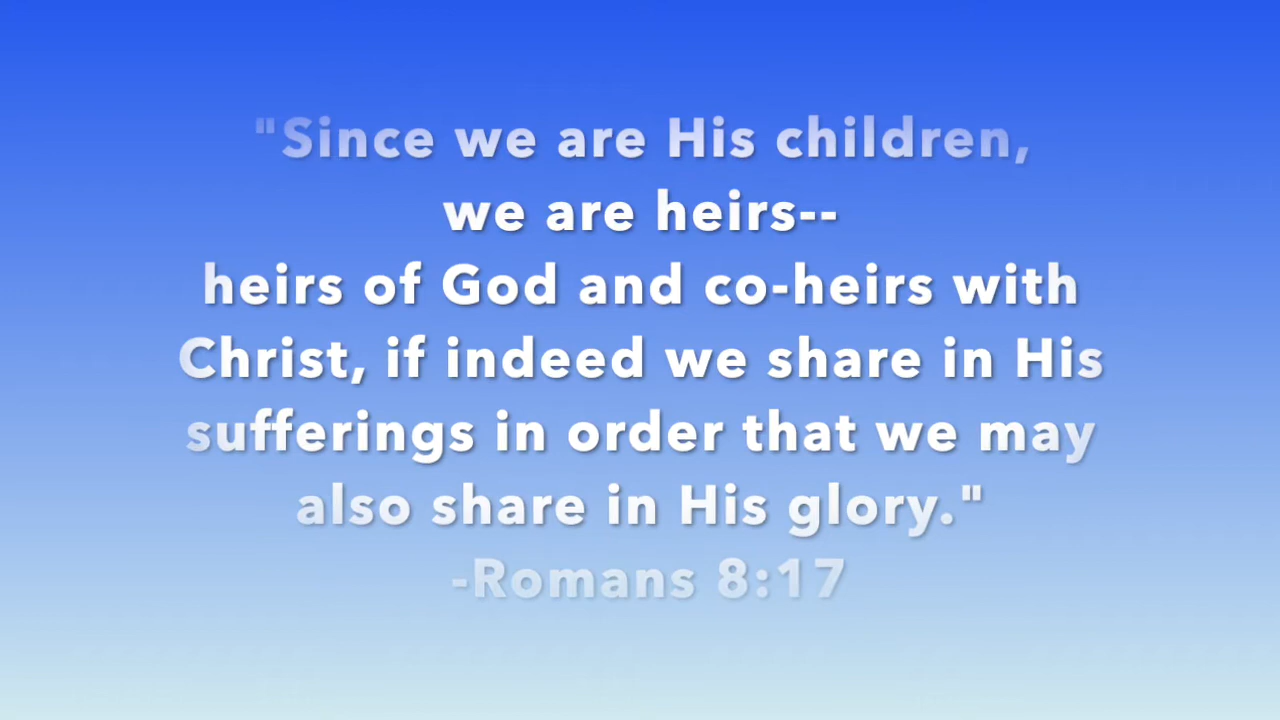 "Since we are His children,
we are heirs--
heirs of God and co-heirs with
Christ, if indeed we share in His
sufferings in order that we may
also share in His glory."
-Romans 8:17